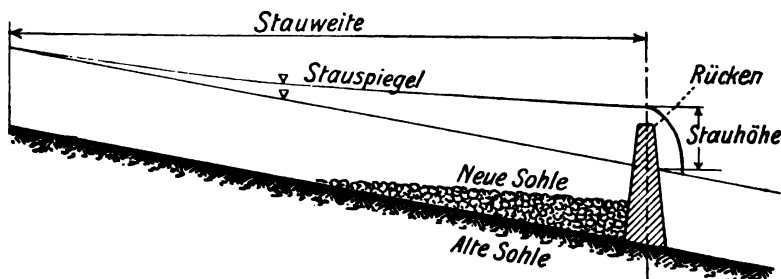 Stauweite
Stauspiegel
Rücken
Stauhöhe
Neue Sohle
Alte Sohle